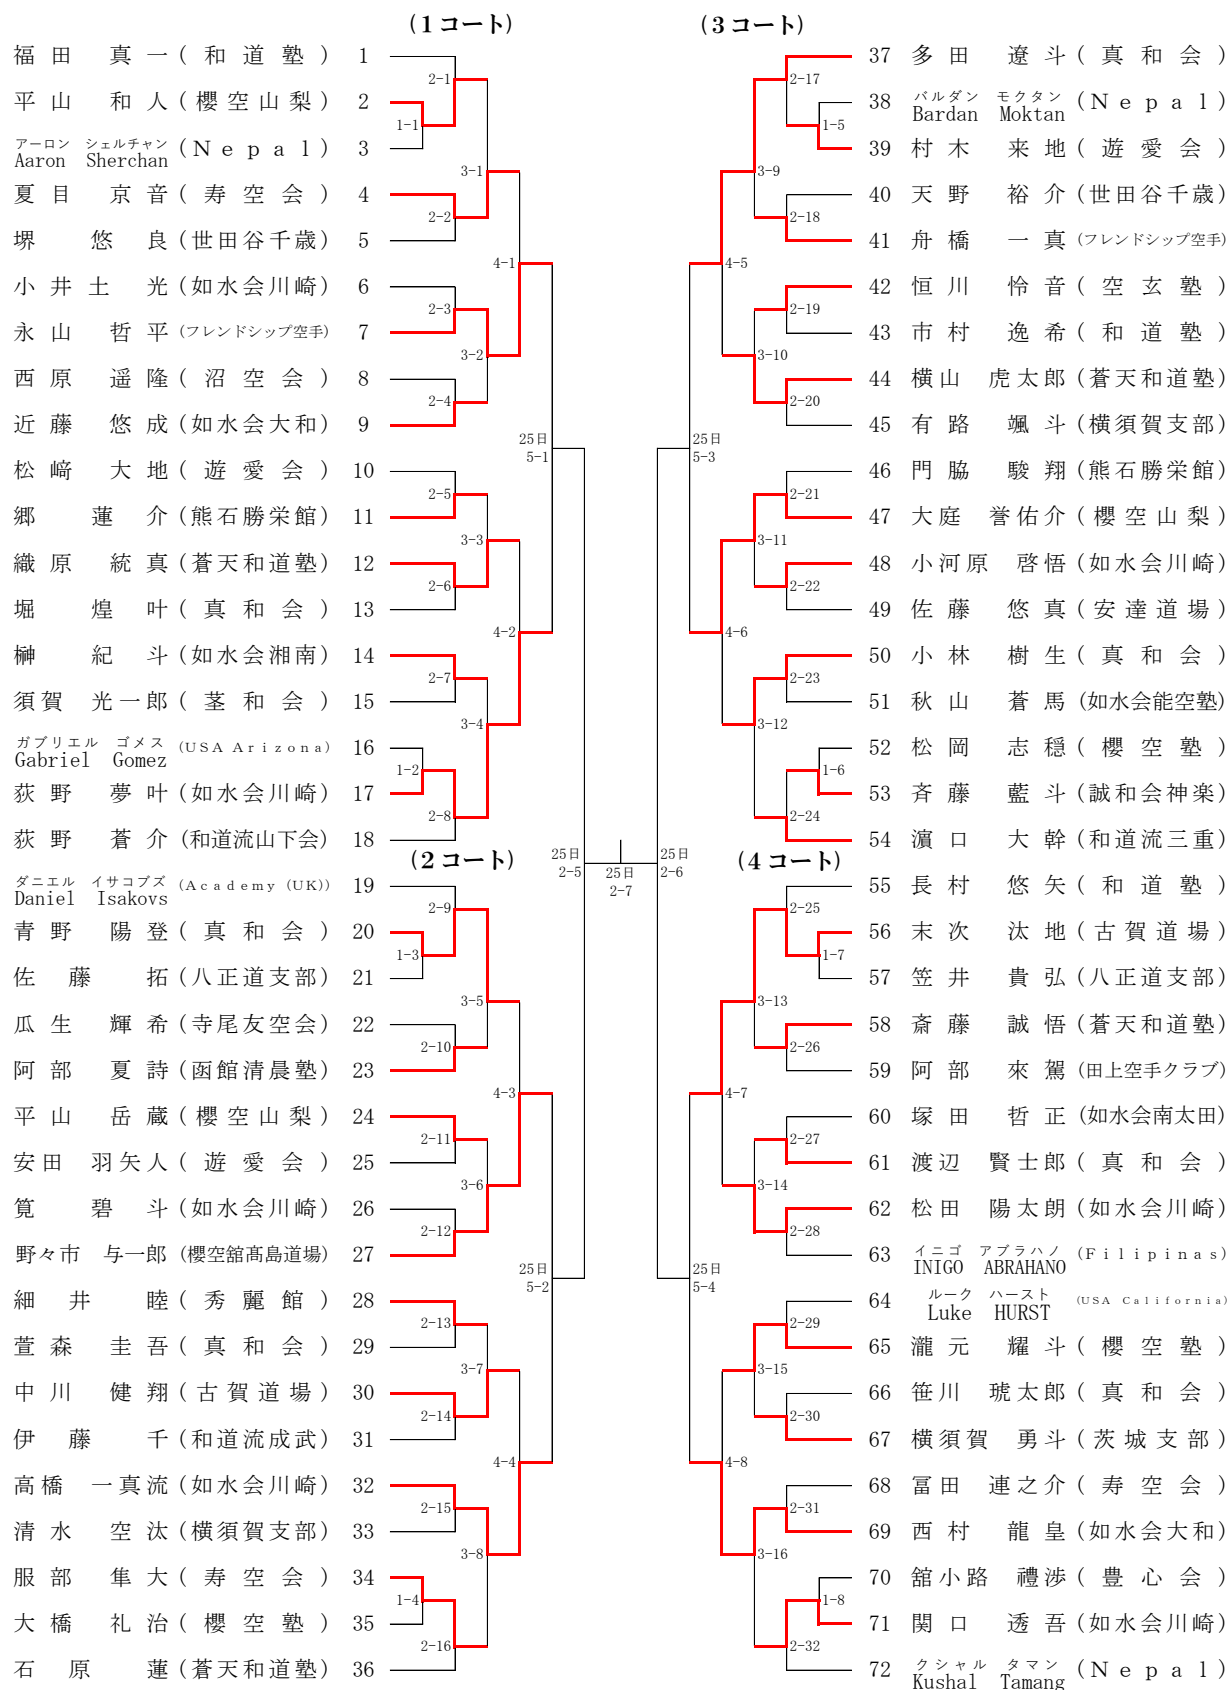 (1コート)
福田 真一 (和道塾) 1
2-1
平山 和人 (櫻空山梨) 2
1-1
アーロン シェルチャン
Aaron Sherchan (Nepal) 3
3-1
夏目 京音 (寿空会) 4
2-2
堺 悠良 (世田谷千歳) 5
4-1
小井土 光 (如水会川崎) 6
2-3
永山 哲平 (フレンドシップ空手) 7
3-2
西原 遥隆 (沼空会) 8
2-4
近藤 悠成 (如水会大和) 9
25日
5-1
松﨑 大地 (遊愛会) 10
2-5
郷 蓮介 (熊石勝栄館) 11
3-3
織原 統真 (蒼天和道塾) 12
2-6
堀 煌叶 (真和会) 13
4-2
榊 紀斗 (如水会湘南) 14
2-7
須賀 光一郎 (茎和会) 15
3-4
ガブリエル ゴメス
Gabriel Gomez (USA Arizona) 16
1-2
荻野 夢叶 (如水会川崎) 17
2-8
荻野 蒼介 (和道流山下会) 18
(2コート)
25日
2-5
ダニエル イサコブズ
Daniel Isakovs (Academy (UK)) 19
2-9
青野 陽登 (真和会) 20
1-3
佐藤 拓 (八正道支部) 21
3-5
瓜生 輝希 (寺尾友空会) 22
2-10
阿部 夏詩 (函館清晨塾) 23
4-3
平山 岳蔵 (櫻空山梨) 24
2-11
安田 羽矢人 (遊愛会) 25
3-6
筧 碧斗 (如水会川崎) 26
2-12
野々市 与一郎 (櫻空舘髙島道場) 27
25日
5-2
細井 睦 (秀麗館) 28
2-13
萱森 圭吾 (真和会) 29
3-7
中川 健翔 (古賀道場) 30
2-14
伊藤 千 (和道流成武) 31
4-4
高橋 一真流 (如水会川崎) 32
2-15
清水 空汰 (横須賀支部) 33
3-8
服部 隼大 (寿空会) 34
1-4
大橋 礼治 (櫻空塾) 35
2-16
石原 蓮 (蒼天和道塾) 36
25日
2-7
(3コート)
37 多田 遼斗 (真和会)
2-17
バルダン モクタン
38 Bardan Moktan (Nepal)
1-5
39 村木 来地 (遊愛会)
3-9
40 天野 裕介 (世田谷千歳)
2-18
41 舟橋 一真 (フレンドシップ空手)
4-5
42 恒川 怜音 (空玄塾)
2-19
43 市村 逸希 (和道塾)
3-10
44 横山 虎太郎 (蒼天和道塾)
2-20
45 有路 颯斗 (横須賀支部)
25日
5-3
46 門脇 駿翔 (熊石勝栄館)
2-21
47 大庭 誉佑介 (櫻空山梨)
3-11
48 小河原 啓悟 (如水会川崎)
2-22
49 佐藤 悠真 (安達道場)
4-6
50 小林 樹生 (真和会)
2-23
51 秋山 蒼馬 (如水会能空塾)
3-12
52 松岡 志穏 (櫻空塾)
1-6
53 斉藤 藍斗 (誠和会神楽)
2-24
54 濵口 大幹 (和道流三重)
25日
2-6
(4コート)
55 長村 悠矢 (和道塾)
2-25
56 末次 汰地 (古賀道場)
1-7
57 笠井 貴弘 (八正道支部)
3-13
58 斎藤 誠悟 (蒼天和道塾)
2-26
59 阿部 來駕 (田上空手クラブ)
4-7
60 塚田 哲正 (如水会南太田)
2-27
61 渡辺 賢士郎 (真和会)
3-14
62 松田 陽太朗 (如水会川崎)
2-28
イニゴ アブラハノ
63 INIGO ABRAHANO (Filipinas)
25日
5-4
ルーク ハースト
64 Luke HURST (USA California)
2-29
65 瀧元 耀斗 (櫻空塾)
3-15
66 笹川 琥太郎 (真和会)
2-30
67 横須賀 勇斗 (茨城支部)
4-8
68 冨田 連之介 (寿空会)
2-31
69 西村 龍皇 (如水会大和)
3-16
70 舘小路 禮渉 (豊心会)
1-8
71 関口 透吾 (如水会川崎)
2-32
クシャル タマン
72 Kushal Tamang (Nepal)